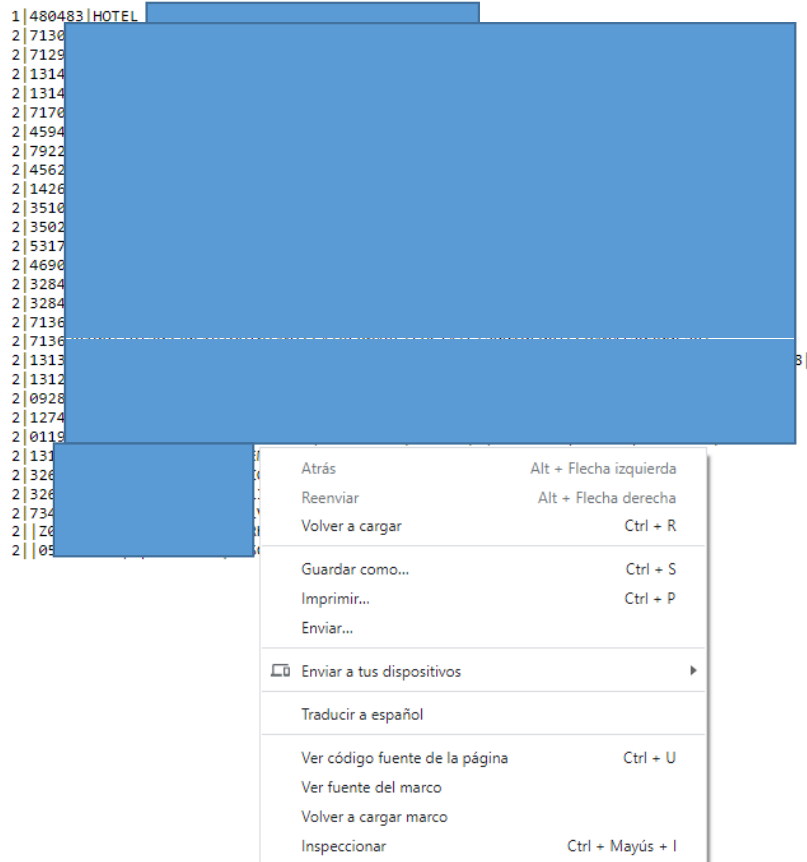 1|480483|HOTEL
2|7130
2|7129
2|1314
2|1314
2|7170
2|4594
2|7922
2|4562
2|1426
2|3510
2|3502
2|5317
2|4690
2|3284
2|3284
2|7136
2|7136
2|1313 3|
2|1312
2|0928
2|1274
2|0119
2|131
2|326
2|326
2|734
2||Z0
2||05
Atrás Alt + Flecha izquierda
Reenviar Alt + Flecha derecha
Volver a cargar Ctrl + R
Guardar como... Ctrl + S
Imprimir... Ctrl + P
Enviar...
Enviar a tus dispositivos
Traducir a español
Ver código fuente de la página Ctrl + U
Ver fuente del marco
Volver a cargar marco
Inspeccionar Ctrl + Mayús + I